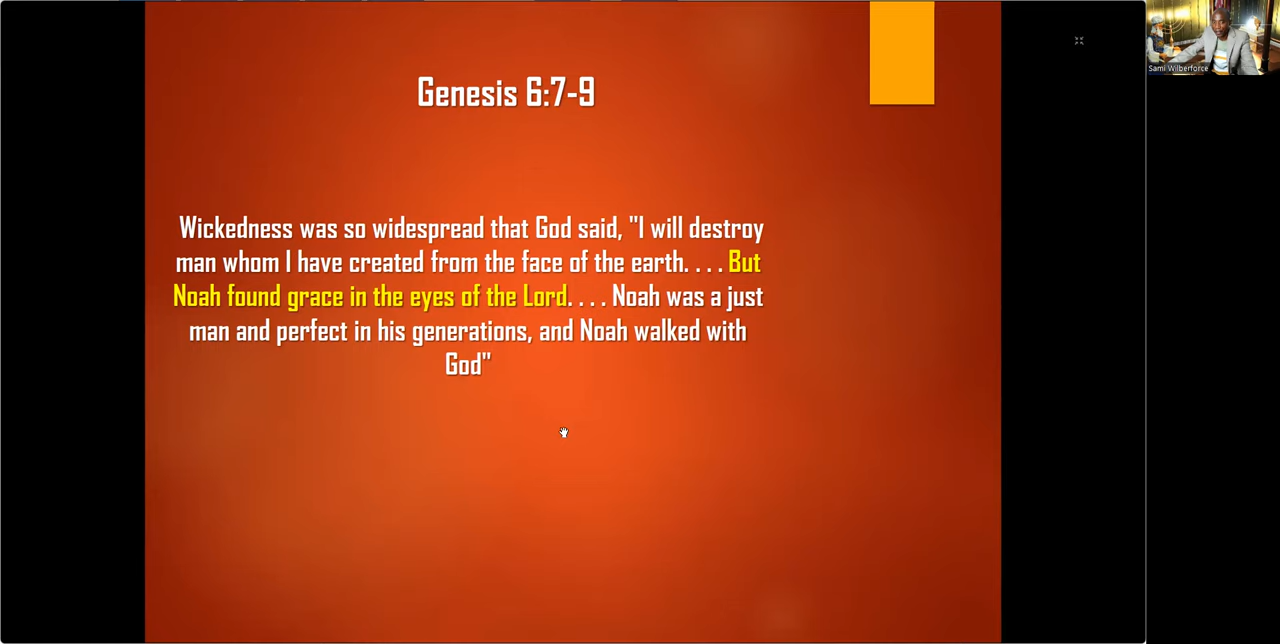 Genesis 6:7-9
Wickedness was so widespread that God said, "I will destroy
man whom I have created from the face of the earth. . . . But
Noah found grace in the eyes of the Lord. . . . Noah was a just
man and perfect in his generations, and Noah walked with
God"
Sami Wilberforce